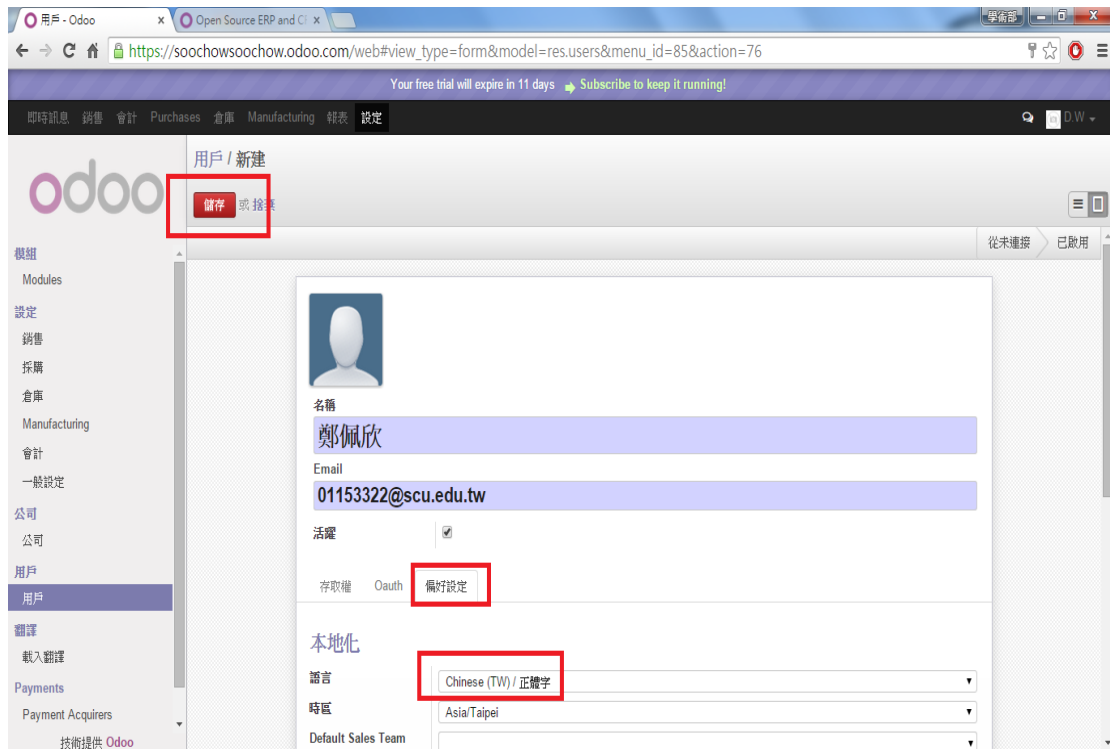 用戶 - Odoo
Open Source ERP and C
學術部
https://soochowsoochow.odoo.com/web#view_type=form&model=res.users&menu_id=85&action=76
Your free trial will expire in 11 days Subscribe to keep it running!
即時訊息 銷售 會計 Purchases 倉庫 Manufacturing 報表 設定 D.W
odoo
用戶 / 新建
儲存 或 捨棄
從未連接 已啟用
模組
Modules
設定
銷售
採購
倉庫
Manufacturing
會計
一般設定
公司
公司
用戶
用戶
翻譯
載入翻譯
Payments
Payment Acquirers
技術提供 Odoo
名稱
鄭佩欣
Email
01153322@scu.edu.tw
活躍
存取權 Oauth 偏好設定
本地化
語言 Chinese (TW) / 正體字
時區 Asia/Taipei
Default Sales Team